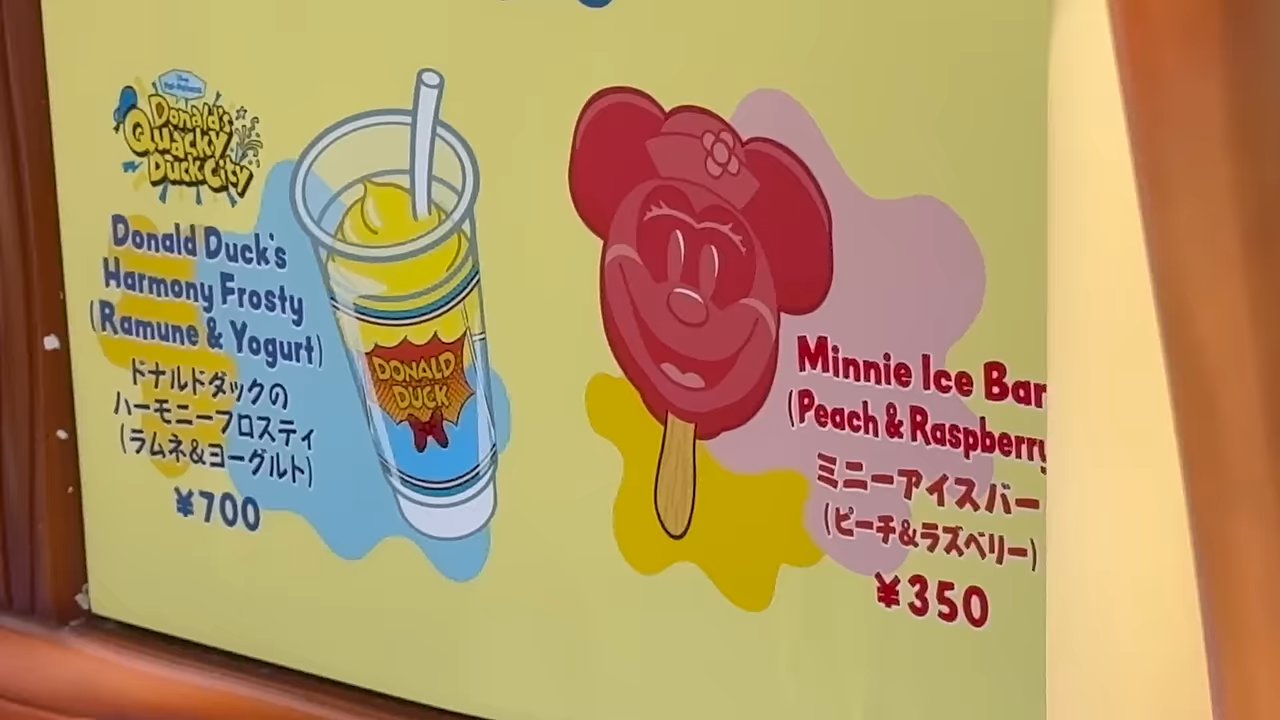 Donald's
Quacky
Duck City
Donald Duck's
Harmony Frosty
(Ramune & Yogurt)
ドナルドダックの
ハーモニーフロスティ
(ラムネ&ヨーグルト)
¥700
DONALD
DUCK
Minnie Ice Bar
(Peach & Raspberry
ミニーアイスバー
(ピーチ&ラズベリー)
¥350